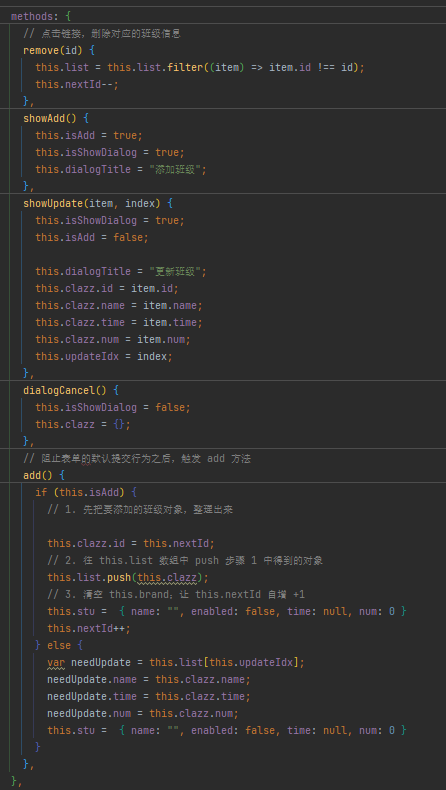 methods: {
// 点击链接，删除对应的班级信息
remove(id) {
this.list = this.list.filter((item) => item.id !== id);
this.nextId--;
},
showAdd() {
this.isAdd = true;
this.isShowDialog = true;
this.dialogTitle = "添加班级";
},
showUpdate(item, index) {
this.isShowDialog = true;
this.isAdd = false;
this.dialogTitle = "更新班级";
this.clazz.id = item.id;
this.clazz.name = item.name;
this.clazz.time = item.time;
this.clazz.num = item.num;
this.updateIdx = index;
},
dialogCancel() {
this.isShowDialog = false;
this.clazz = {};
},
// 阻止表单的默认提交行为之后，触发 add 方法
add() {
if (this.isAdd) {
// 1. 先把要添加的班级对象，整理出来
this.clazz.id = this.nextId;
// 2. 往 this.list 数组中 push 步骤 1 中得到的对象
this.list.push(this.clazz);
// 3. 清空 this.brand；让 this.nextId 自增 +1
this.stu =  { name: "", enabled: false, time: null, num: 0 }
this.nextId++;
} else {
var needUpdate = this.list[this.updateIdx];
needUpdate.name = this.clazz.name;
needUpdate.time = this.clazz.time;
needUpdate.num = this.clazz.num;
this.stu =  { name: "", enabled: false, time: null, num: 0 }
}
},
},